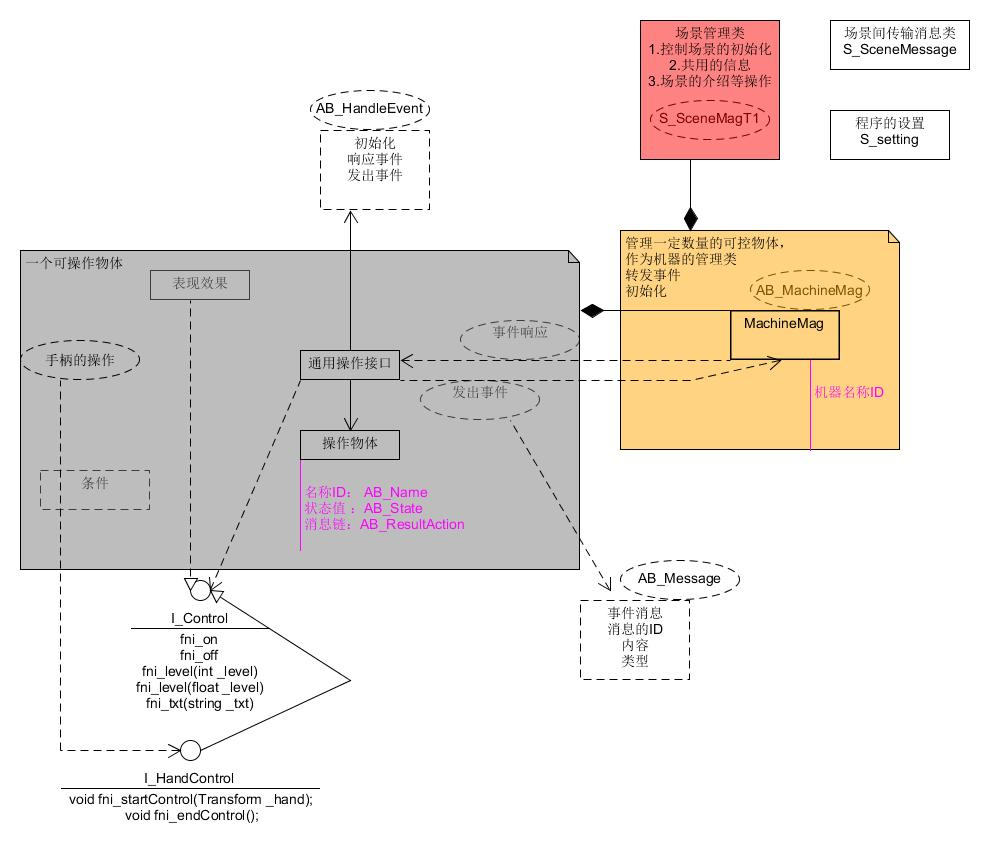 场景管理类
1.控制场景的初始化
2.共用的信息
3.场景的介绍等操作
S_SceneMagT1
场景间传输消息类
S_SceneMessage
程序的设置
S_setting
AB_HandleEvent
初始化
响应事件
发出事件
一个可操作物体
表现效果
手柄的操作
通用操作接口
操作物体
条件
名称ID： AB_Name
状态值 ：AB_State
消息链：AB_ResultAction
事件响应
发出事件
管理一定数量的可控物体，
作为机器的管理类
转发事件
初始化
AB_MachineMag
MachineMag
机器名称ID
AB_Message
事件消息
消息的ID
内容
类型
I_Control
fni_on
fni_off
fni_level(int _level)
fni_level(float _level)
fni_txt(string _txt)
I_HandControl
void fni_startControl(Transform _hand);
void fni_endControl();